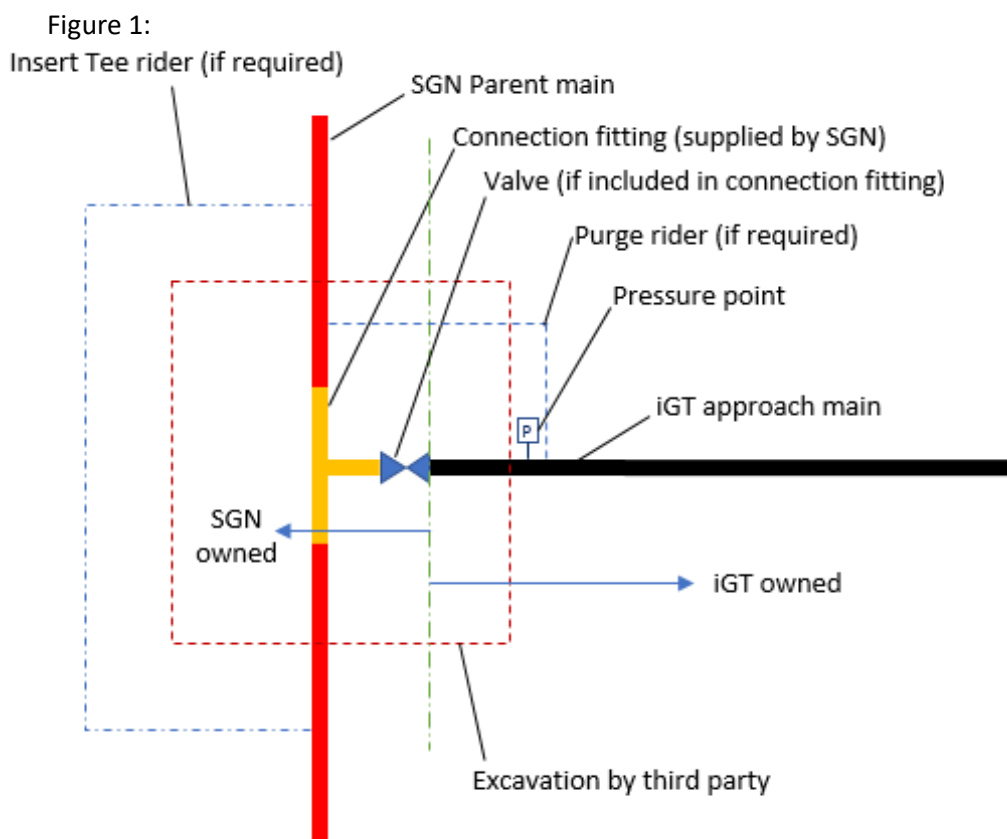 Figure 1:
Insert Tee rider (if required)
SGN Parent main
Connection fitting (supplied by SGN)
Valve (if included in connection fitting)
Purge rider (if required)
Pressure point
iGT approach main
P
SGN
owned
iGT owned
Excavation by third party